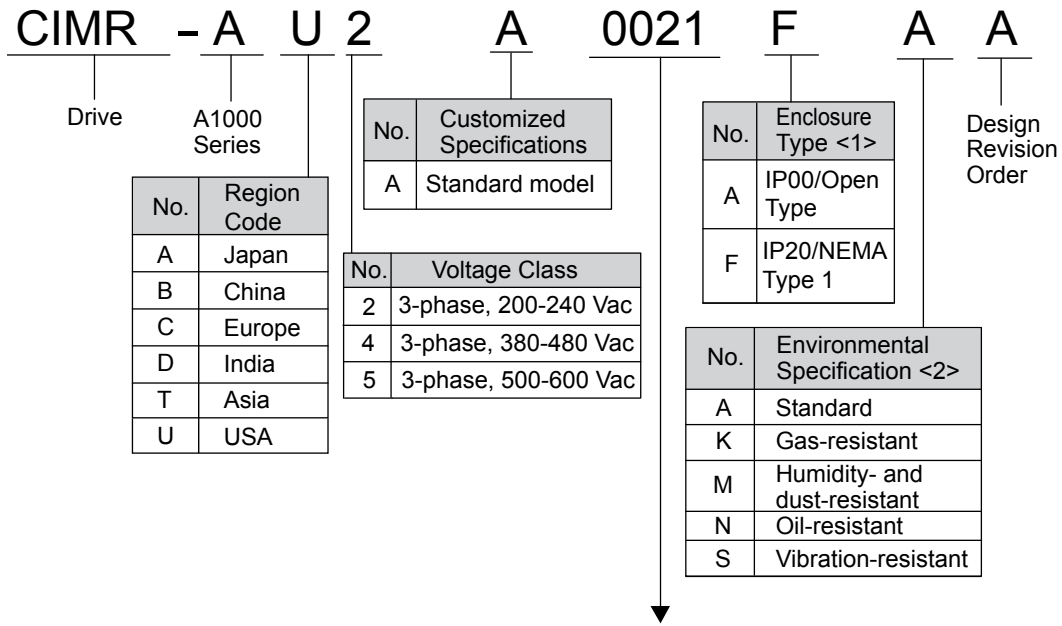 CIMR - A U 2 A 0021 F A A
Drive
A1000
Series
No. Region
Code
A Japan
B China
C Europe
D India
T Asia
U USA
No. Customized
Specifications
A Standard model
No. Voltage Class
2 3-phase, 200-240 Vac
4 3-phase, 380-480 Vac
5 3-phase, 500-600 Vac
No. Enclosure
Type <1>
A IP00/Open
Type
F IP20/NEMA
Type 1
No. Environmental
Specification <2>
A Standard
K Gas-resistant
M Humidity- and
dust-resistant
N Oil-resistant
S Vibration-resistant
Design
Revision
Order